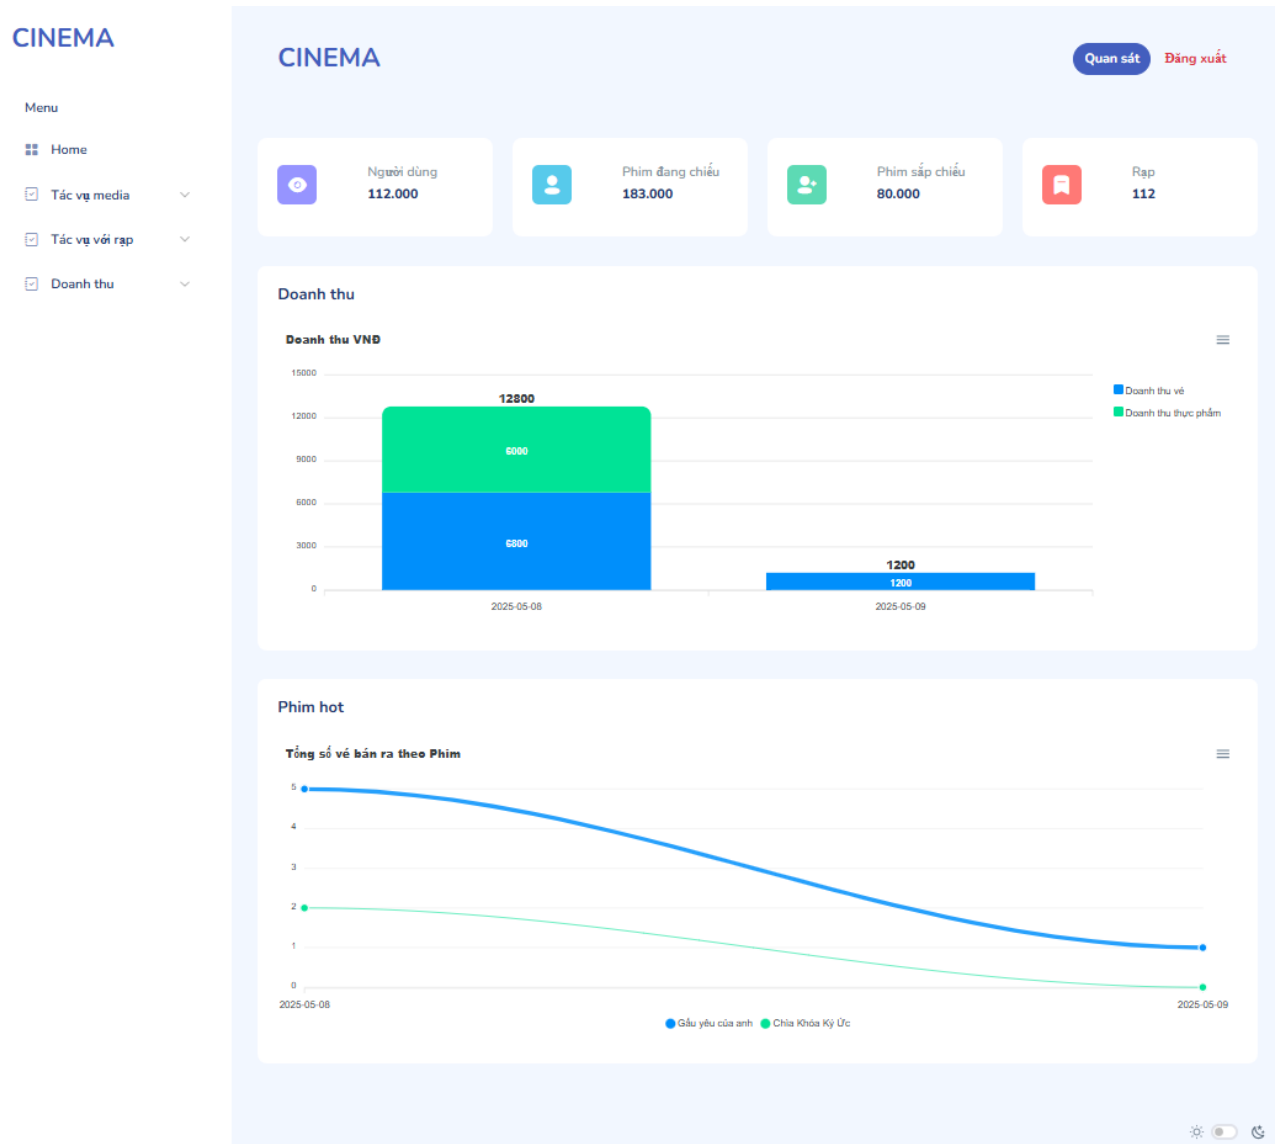 CINEMA
Menu
Home
Tác vụ media
Tác vụ với rạp
Doanh thu
CINEMA
Quan sát
Đăng xuất
Người dùng
112.000
Phim đang chiếu
183.000
Phim sắp chiếu
80.000
Rạp
112
Doanh thu
Doanh thu VNĐ
15000
12000
9000
6000
3000
0
12800
6000
6800
1200
1200
2025-05-08
2025-05-09
Doanh thu vé
Doanh thu thực phẩm
Phim hot
Tổng số vé bán ra theo Phim
5
4
3
2
1
0
2025-05-08
2025-05-09
Gấu yêu của anh
Chìa Khóa Ký Ức